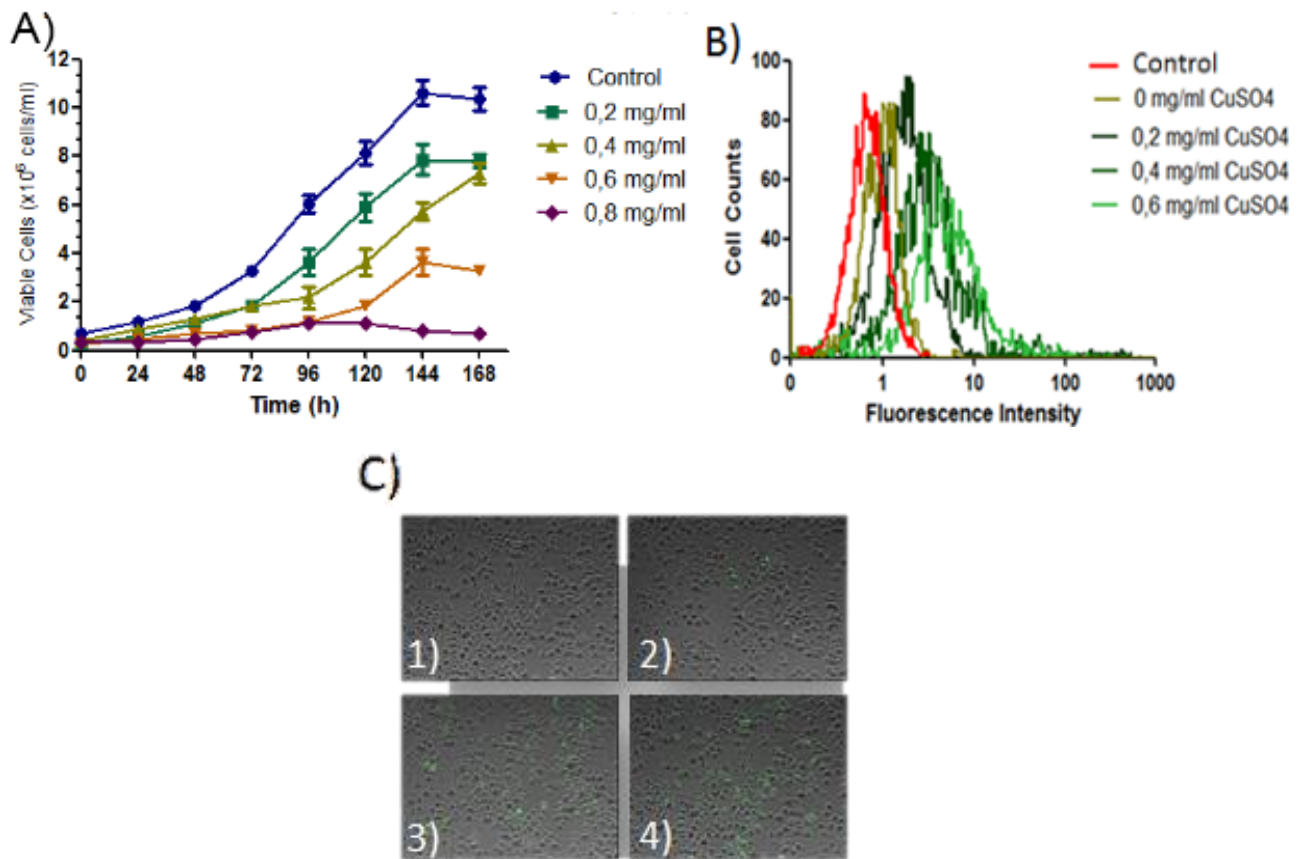 A)
Viable Cells (x10⁶ cells/ml)
12
10
8
6
4
2
0
0 24 48 72 96 120 144 168
Time (h)
Control
0,2 mg/ml
0,4 mg/ml
0,6 mg/ml
0,8 mg/ml
B)
Cell Counts
100
80
60
40
20
0
0 1 10 100 1000
Fluorescence Intensity
Control
0 mg/ml CuSO4
0,2 mg/ml CuSO4
0,4 mg/ml CuSO4
0,6 mg/ml CuSO4
C)
1) 2)
3) 4)